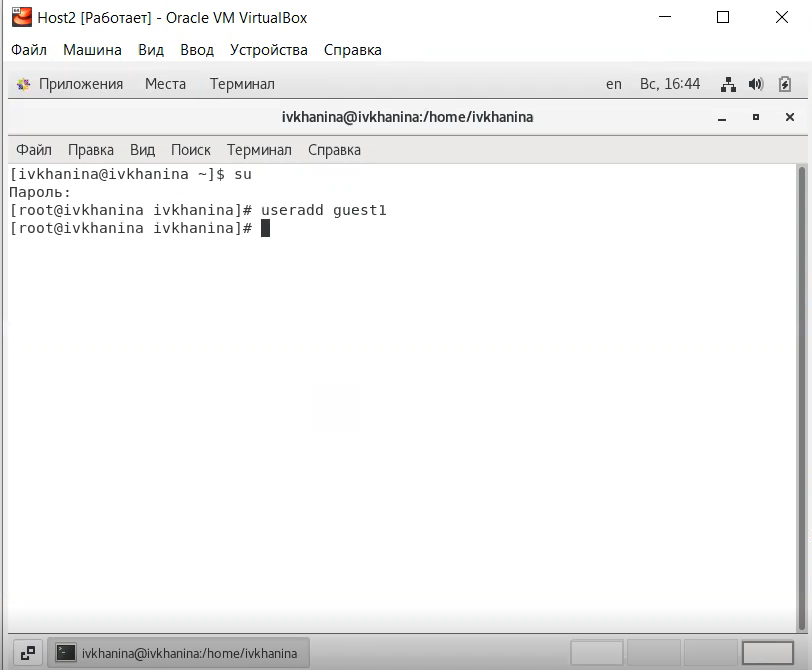 Host2 [Работает] - Oracle VM VirtualBox
Файл Машина Вид Ввод Устройства Справка
Приложения Места Терминал en Вс, 16:44
ivkhanina@ivkhanina:/home/ivkhanina
Файл Правка Вид Поиск Терминал Справка
[ivkhanina@ivkhanina ~]$ su
Пароль:
[root@ivkhanina ivkhanina]# useradd guest1
[root@ivkhanina ivkhanina]#
ivkhanina@ivkhanina:/home/ivkhanina